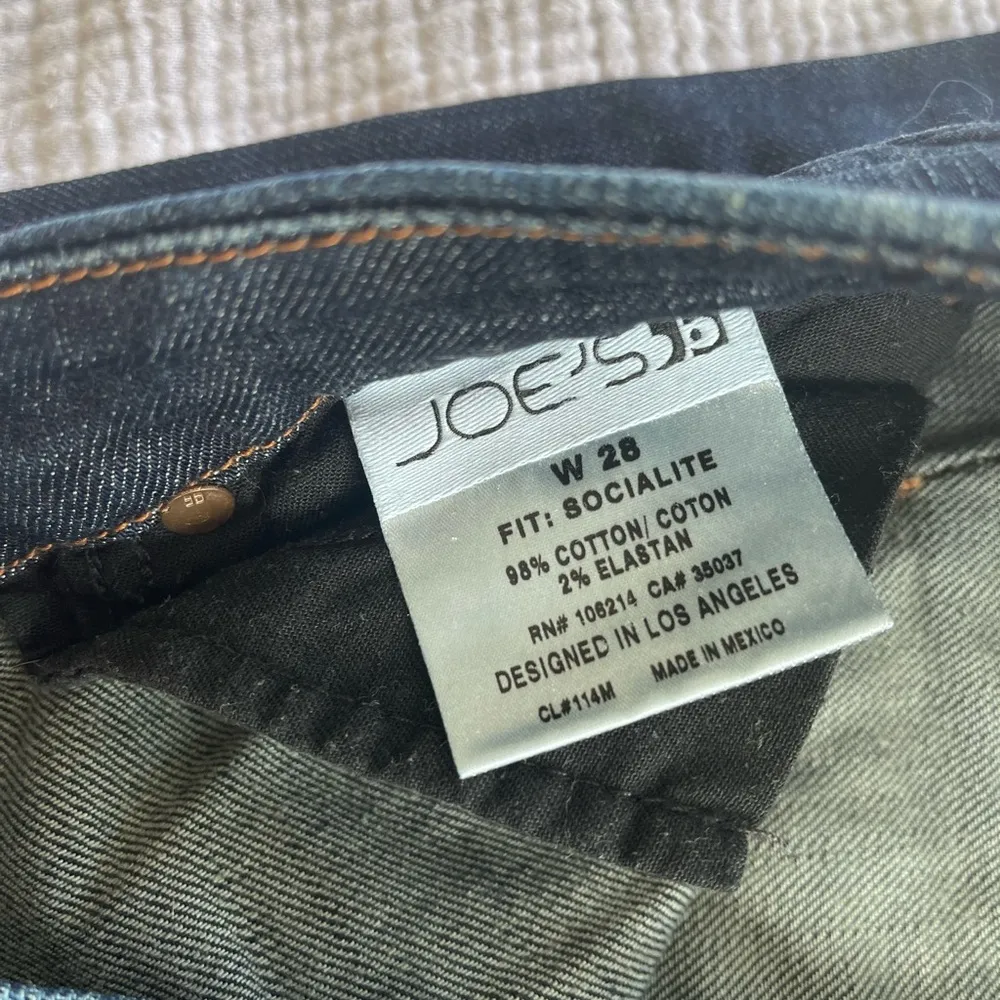 JOE'S
W 28
FIT: SOCIALITE
98% COTTON/ COTON
2% ELASTAN
RN# 106214 CA# 35037
DESIGNED IN LOS ANGELES
CL#114M MADE IN MEXICO